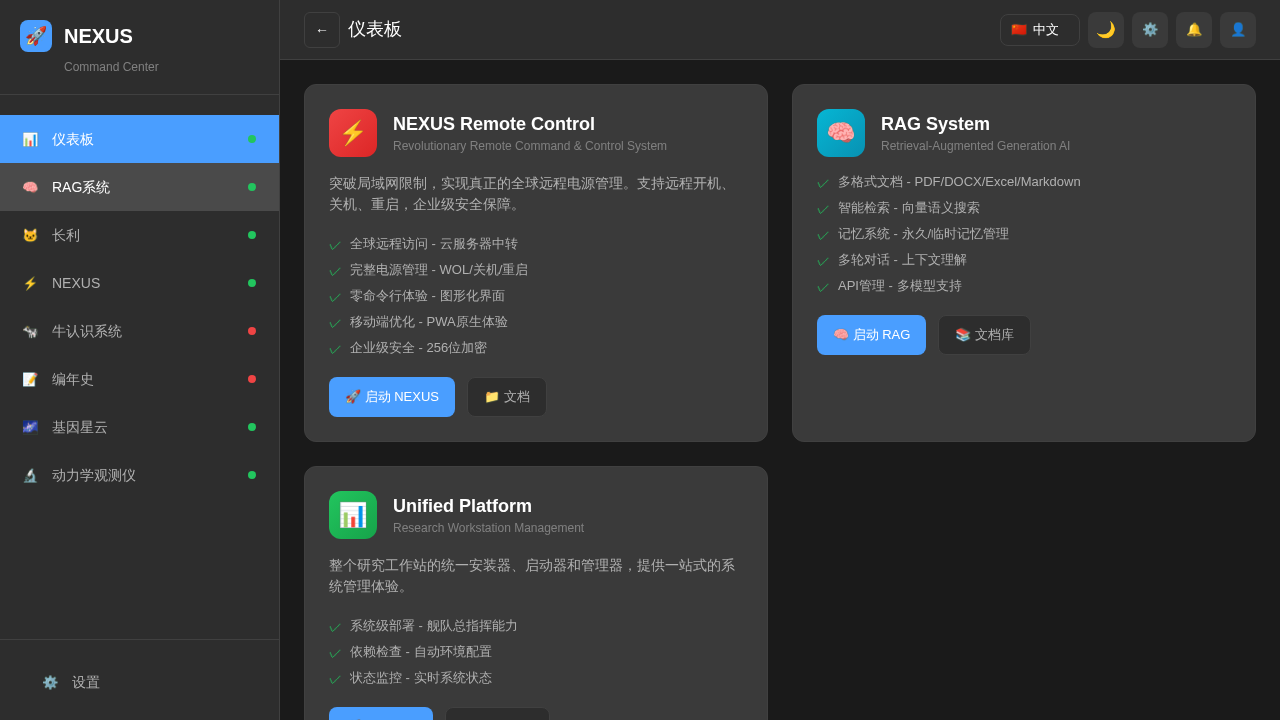 NEXUS
Command Center
仪表板
RAG系统
长利
NEXUS
牛认识系统
编年史
基因星云
动力学观测仪
设置
← 仪表板
中文
NEXUS Remote Control
Revolutionary Remote Command & Control System
突破局域网限制，实现真正的全球远程电源管理。支持远程开机、
关机、重启，企业级安全保障。
✓ 全球远程访问 - 云服务器中转
✓ 完整电源管理 - WOL/关机/重启
✓ 零命令行体验 - 图形化界面
✓ 移动端优化 - PWA原生体验
✓ 企业级安全 - 256位加密
启动 NEXUS
文档
RAG System
Retrieval-Augmented Generation AI
✓ 多格式文档 - PDF/DOCX/Excel/Markdown
✓ 智能检索 - 向量语义搜索
✓ 记忆系统 - 永久/临时记忆管理
✓ 多轮对话 - 上下文理解
✓ API管理 - 多模型支持
启动 RAG
文档库
Unified Platform
Research Workstation Management
整个研究工作站的统一安装器、启动器和管理器，提供一站式的系
统管理体验。
✓ 系统级部署 - 舰队总指挥能力
✓ 依赖检查 - 自动环境配置
✓ 状态监控 - 实时系统状态